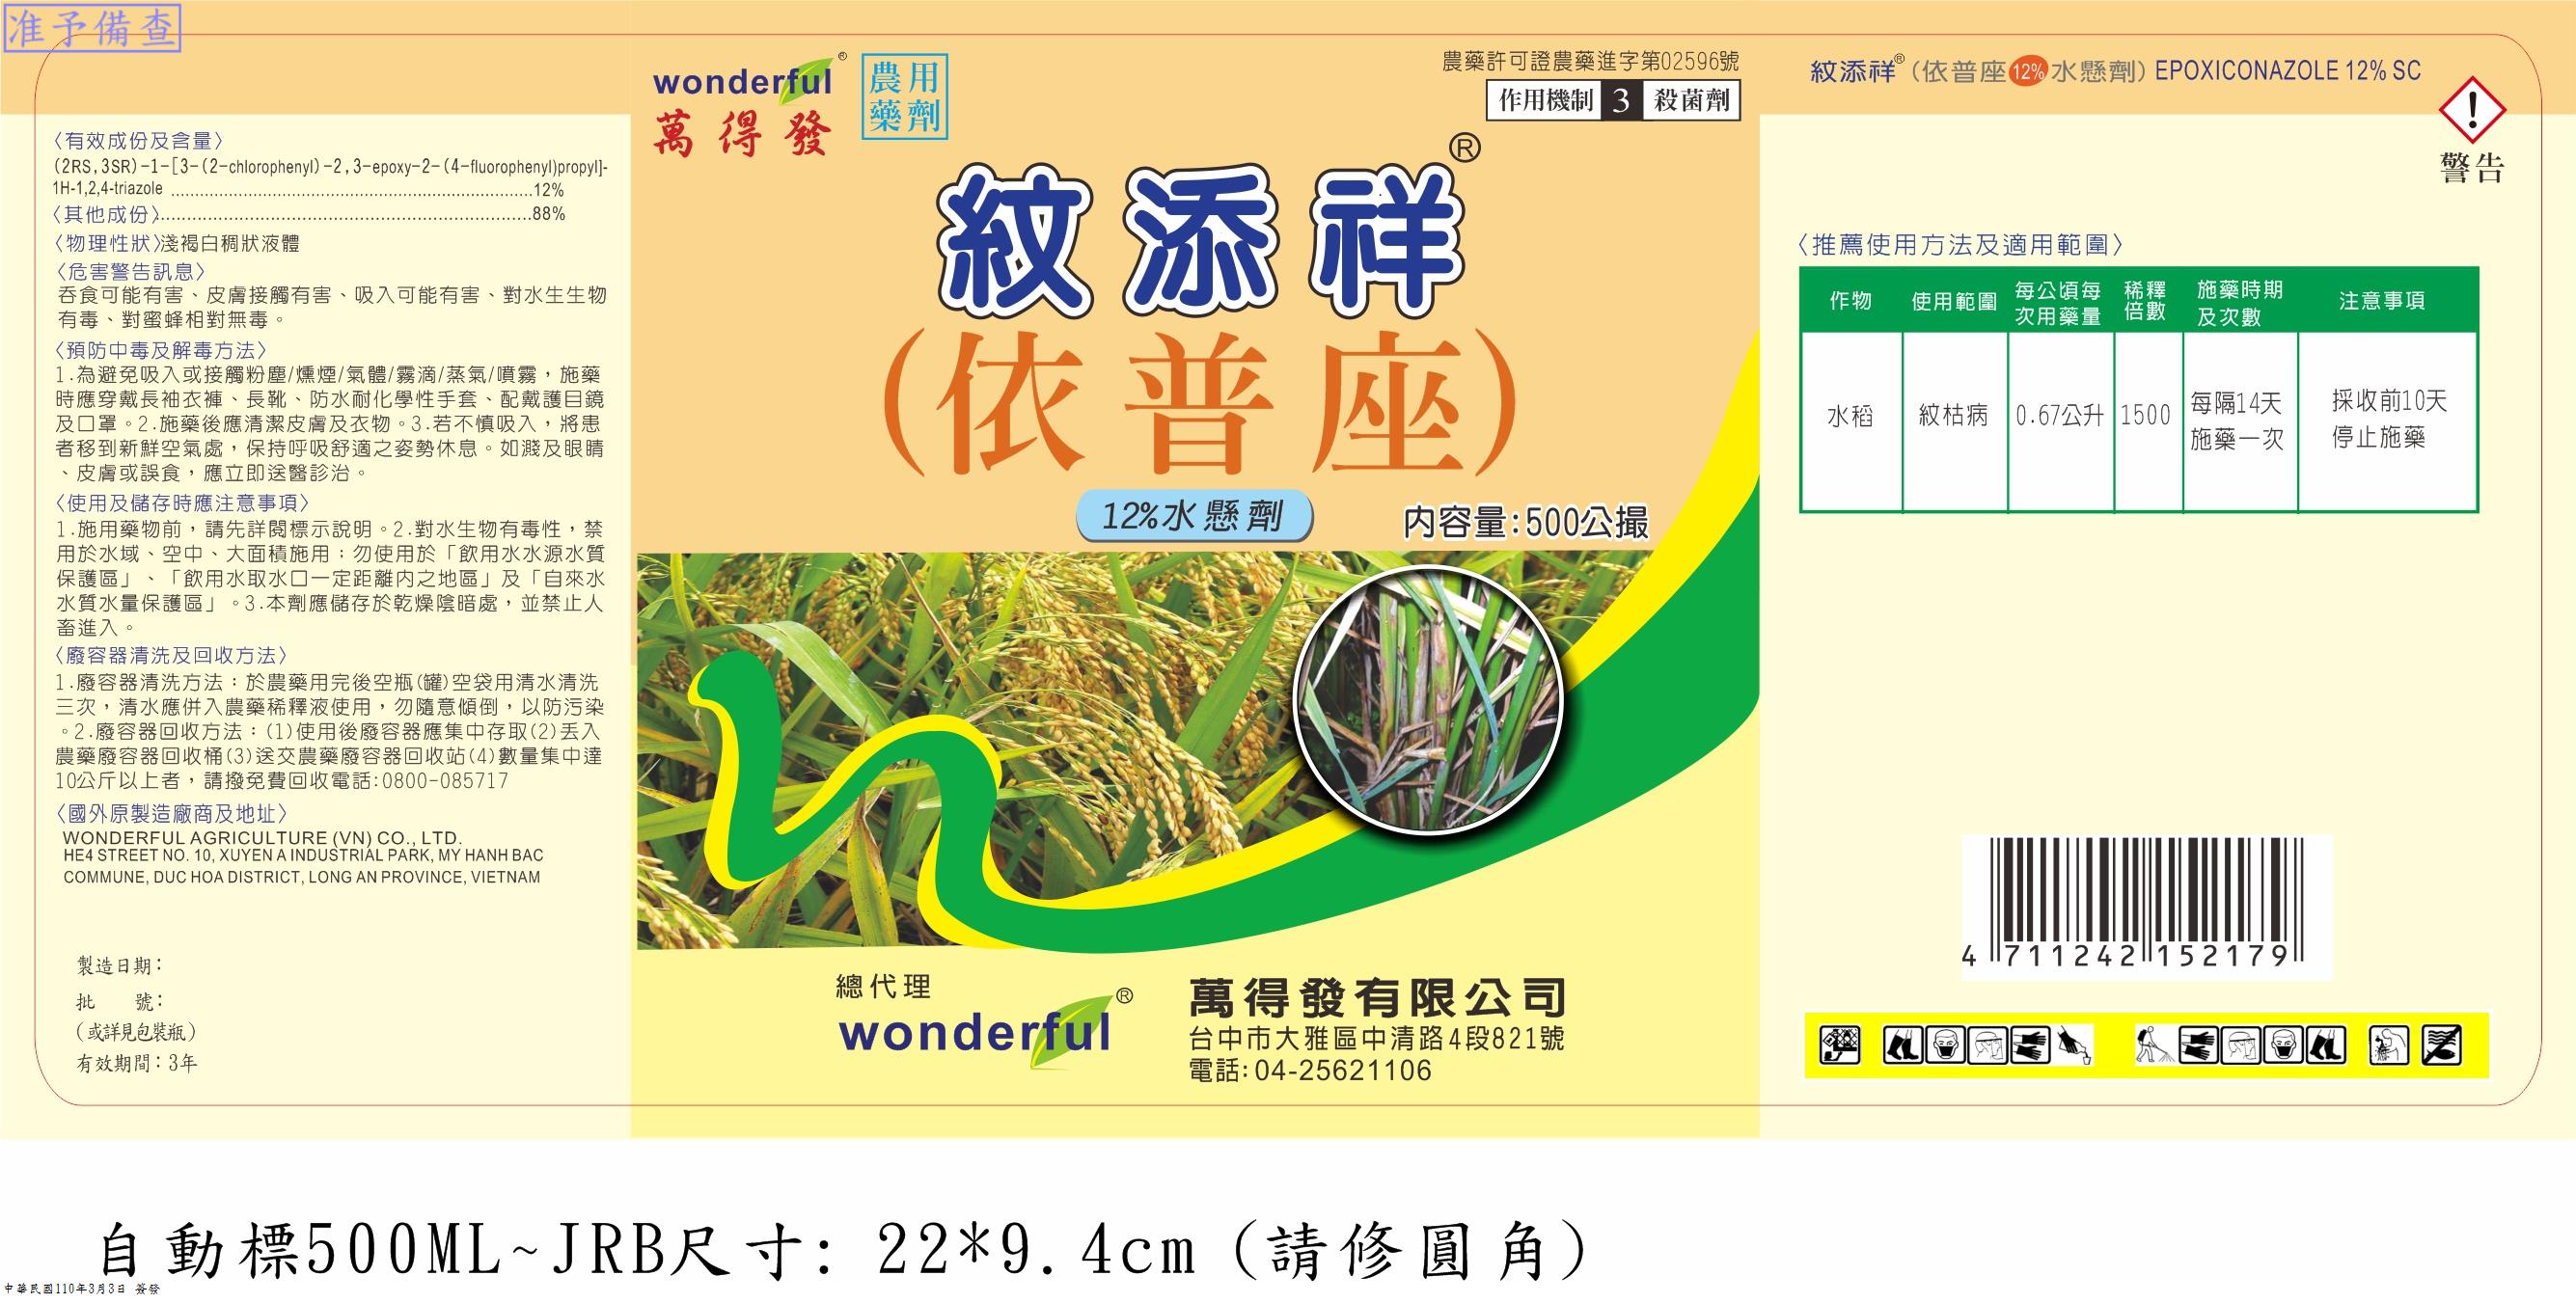 准予備查
〈有效成份及含量〉
(2RS,3SR)-1-[3-(2-chlorophenyl)-2,3-epoxy-2-(4-fluorophenyl)propyl]-
1H-1,2,4-triazole ......................................................................12%
〈其他成份〉......................................................................88%
〈物理性狀〉淺褐白稠狀液體
〈危害警告訊息〉
吞食可能有害、皮膚接觸有害、吸入可能有害、對水生生物
有毒、對蜜蜂相對無毒。
〈預防中毒及解毒方法〉
1.為避免吸入或接觸粉塵/燻煙/氣體/霧滴/蒸氣/噴霧，施藥
時應穿戴長袖衣褲、長靴、防水耐化學性手套、配戴護目鏡
及口罩。2.施藥後應清潔皮膚及衣物。3.若不慎吸入，將患
者移到新鮮空氣處，保持呼吸舒適之姿勢休息。如濺及眼睛
、皮膚或誤食，應立即送醫診治。
〈使用及儲存時應注意事項〉
1.施用藥物前，請先詳閱標示說明。2.對水生物有毒性，禁
用於水域、空中、大面積施用；勿使用於「飲用水水源水質
保護區」、「飲用水取水口一定距離內之地區」及「自來水
水質水量保護區」。3.本劑應儲存於乾燥陰暗處，並禁止人
畜進入。
〈廢容器清洗及回收方法〉
1.廢容器清洗方法：於農藥用完後空瓶(罐)空袋用清水清洗
三次，清水應併入農藥稀釋液使用，勿隨意傾倒，以防污染
。2.廢容器回收方法：(1)使用後廢容器應集中存取(2)丟入
農藥廢容器回收桶(3)送交農藥廢容器回收站(4)數量集中達
10公斤以上者，請撥免費回收電話:0800-085717
〈國外原製造廠商及地址〉
WONDERFUL AGRICULTURE (VN) CO., LTD.
HE4 STREET NO. 10, XUYEN A INDUSTRIAL PARK, MY HANH BAC
COMMUNE, DUC HOA DISTRICT, LONG AN PROVINCE, VIETNAM
製造日期：
批　　號：
（或詳見包裝瓶）
有效期間：3年
wonderful®
萬得發
農用
藥劑
農藥許可證農藥進字第02596號
作用機制 3 殺菌劑
紋添祥®
(依普座)
12%水懸劑
內容量:500公撮
總代理
wonderful®
萬得發有限公司
台中市大雅區中清路4段821號
電話:04-25621106
紋添祥®(依普座12%水懸劑) EPOXICONAZOLE 12% SC
!
警告
〈推薦使用方法及適用範圍〉
作物 使用範圍 每公頃每次用藥量 稀釋倍數 施藥時期及次數 注意事項
水稻 紋枯病 0.67公升 1500 每隔14天施藥一次 採收前10天停止施藥
4 711242 152179
自動標500ML~JRB尺寸: 22*9.4cm (請修圓角)
中華民國110年3月3日 簽發